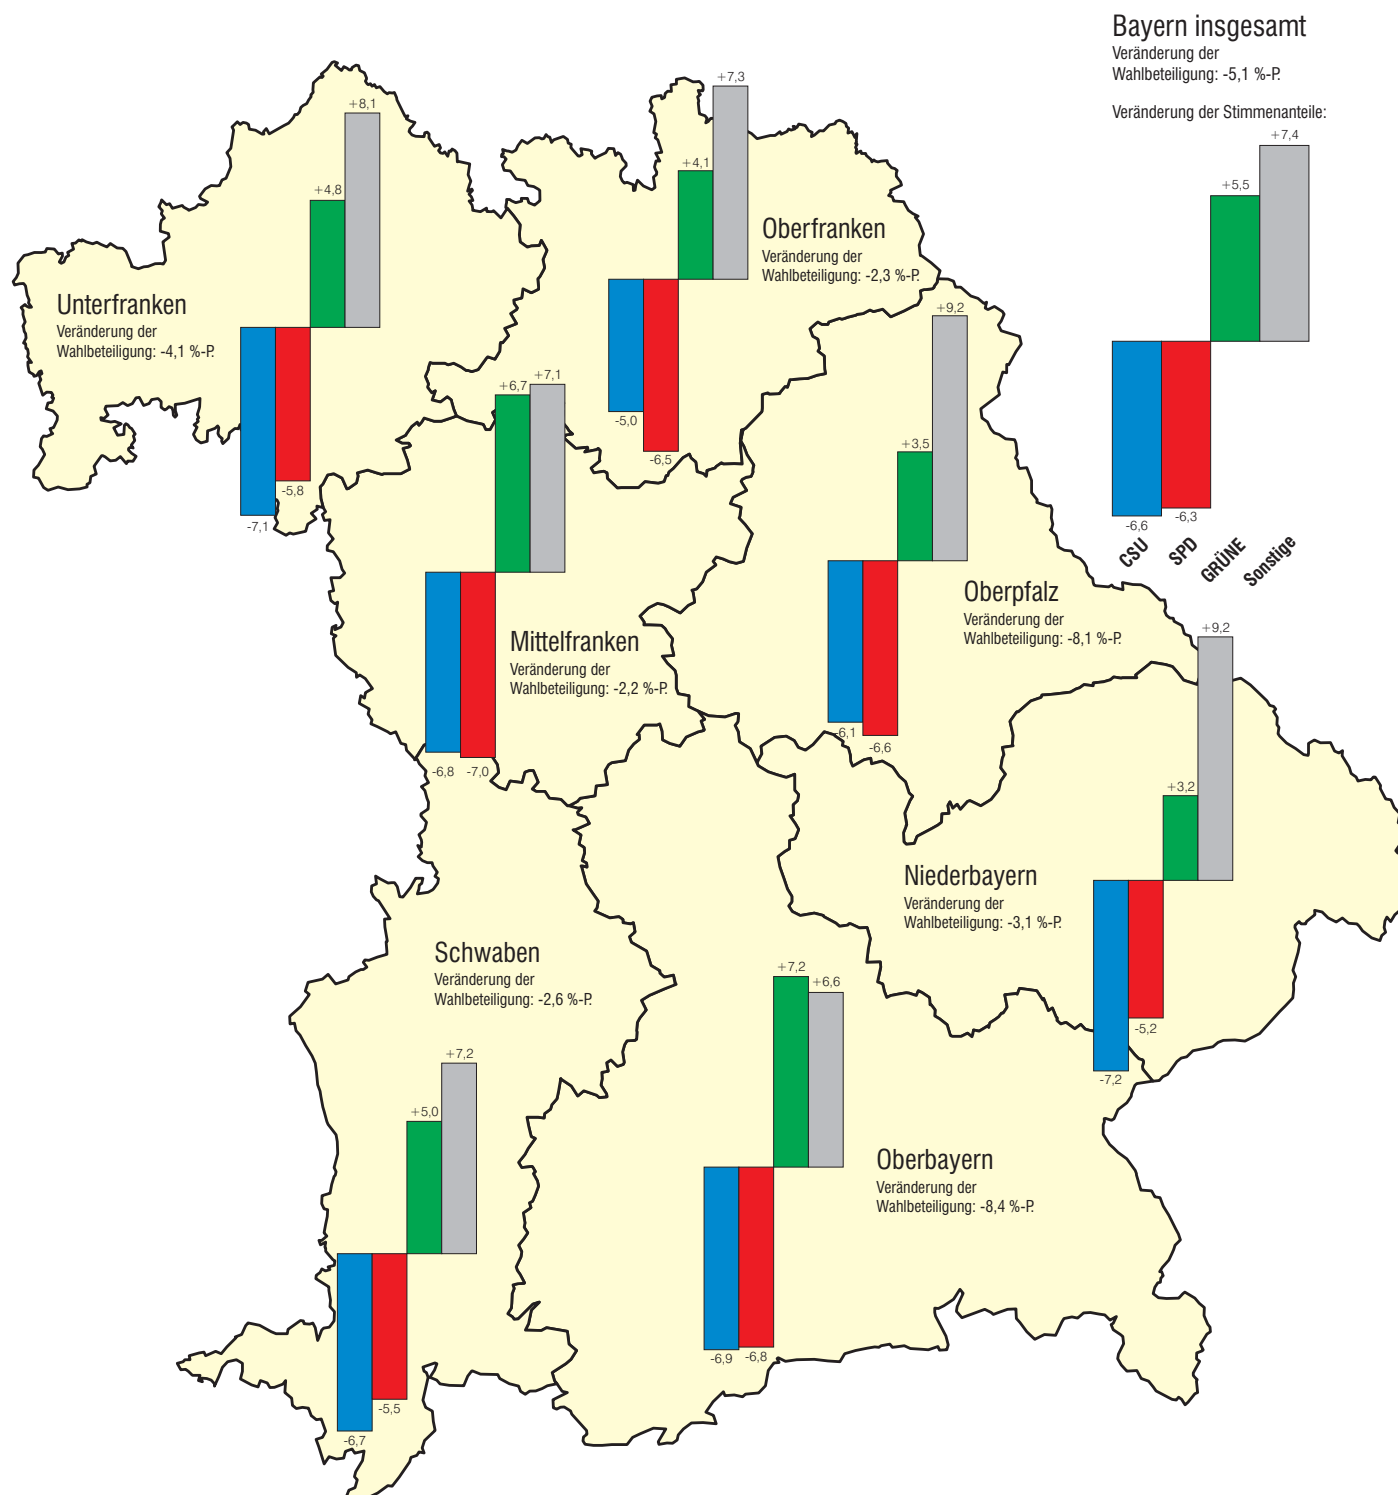 Bayern insgesamt
Veränderung der
Wahlbeteiligung: -5,1 %-P.
Veränderung der Stimmenanteile:
+7,4
+5,5
-6,6
-6,3
CSU
SPD
GRÜNE
Sonstige
+8,1
+4,8
Unterfranken
Veränderung der
Wahlbeteiligung: -4,1 %-P.
-5,8
-7,1
+7,3
+4,1
Oberfranken
Veränderung der
Wahlbeteiligung: -2,3 %-P.
-5,0
-6,5
+9,2
+3,5
Oberpfalz
Veränderung der
Wahlbeteiligung: -8,1 %-P.
-6,1
-6,6
+6,7
+7,1
Mittelfranken
Veränderung der
Wahlbeteiligung: -2,2 %-P.
-6,8
-7,0
+9,2
+3,2
Niederbayern
Veränderung der
Wahlbeteiligung: -3,1 %-P.
-5,2
-7,2
Schwaben
Veränderung der
Wahlbeteiligung: -2,6 %-P.
+7,2
+5,0
-5,5
-6,7
+7,2
+6,6
Oberbayern
Veränderung der
Wahlbeteiligung: -8,4 %-P.
-6,9
-6,8